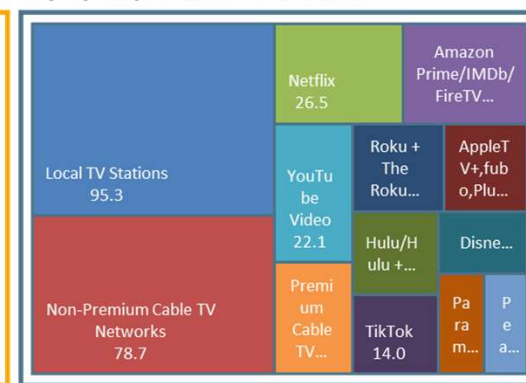 Local TV Stations
95.3
Non-Premium Cable TV
Networks
78.7
Netflix
26.5
Amazon
Prime/IMDb/
FireTV...
YouTu
be
Video
22.1
Roku +
The
Roku...
AppleT
V+,fub
o,Plu...
Hulu/H
ulu +...
Disne...
Premi
um
Cable
TV...
TikTok
14.0
Pa
ra
m...
P
e
a...